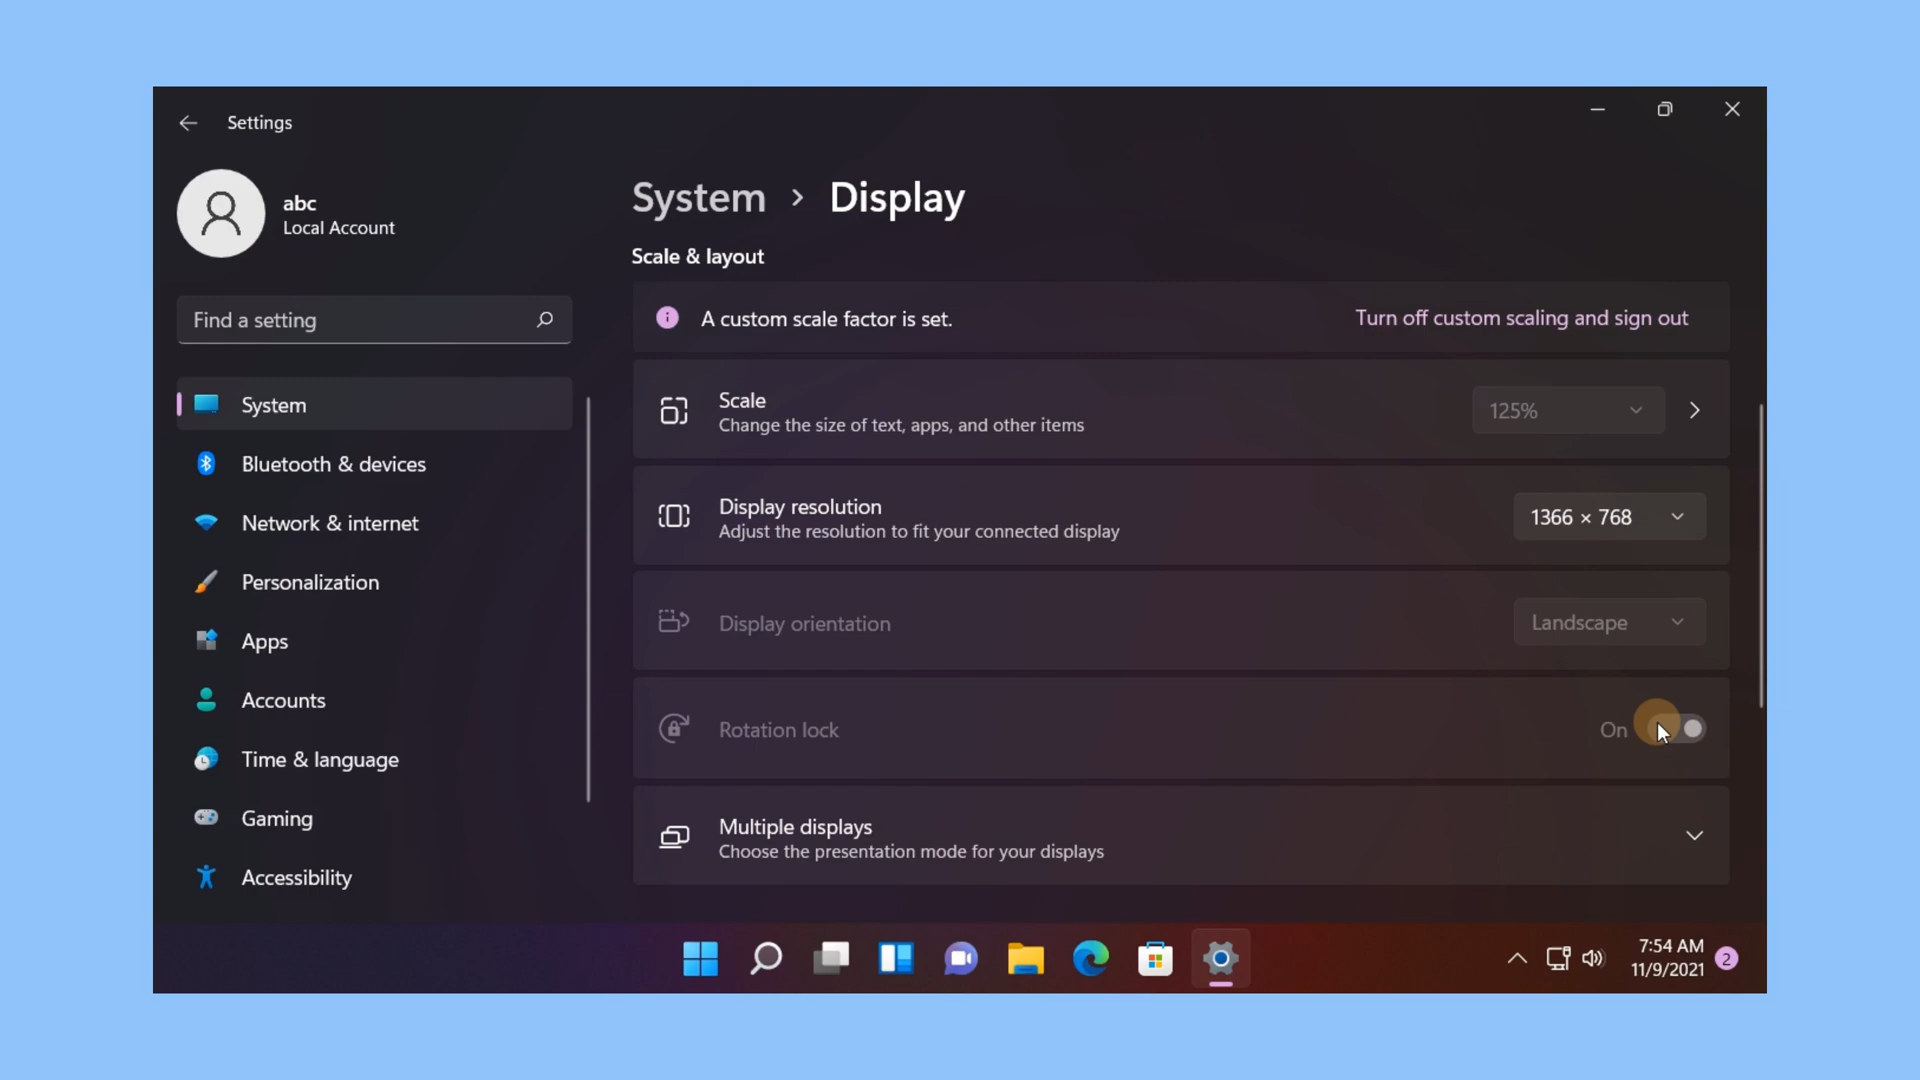 Settings
abc
Local Account
Find a setting
System
Bluetooth & devices
Network & internet
Personalization
Apps
Accounts
Time & language
Gaming
Accessibility
System › Display
Scale & layout
A custom scale factor is set.
Turn off custom scaling and sign out
Scale
Change the size of text, apps, and other items
125%
Display resolution
Adjust the resolution to fit your connected display
1366 × 768
Display orientation
Landscape
Rotation lock
On
Multiple displays
Choose the presentation mode for your displays
7:54 AM
11/9/2021
2